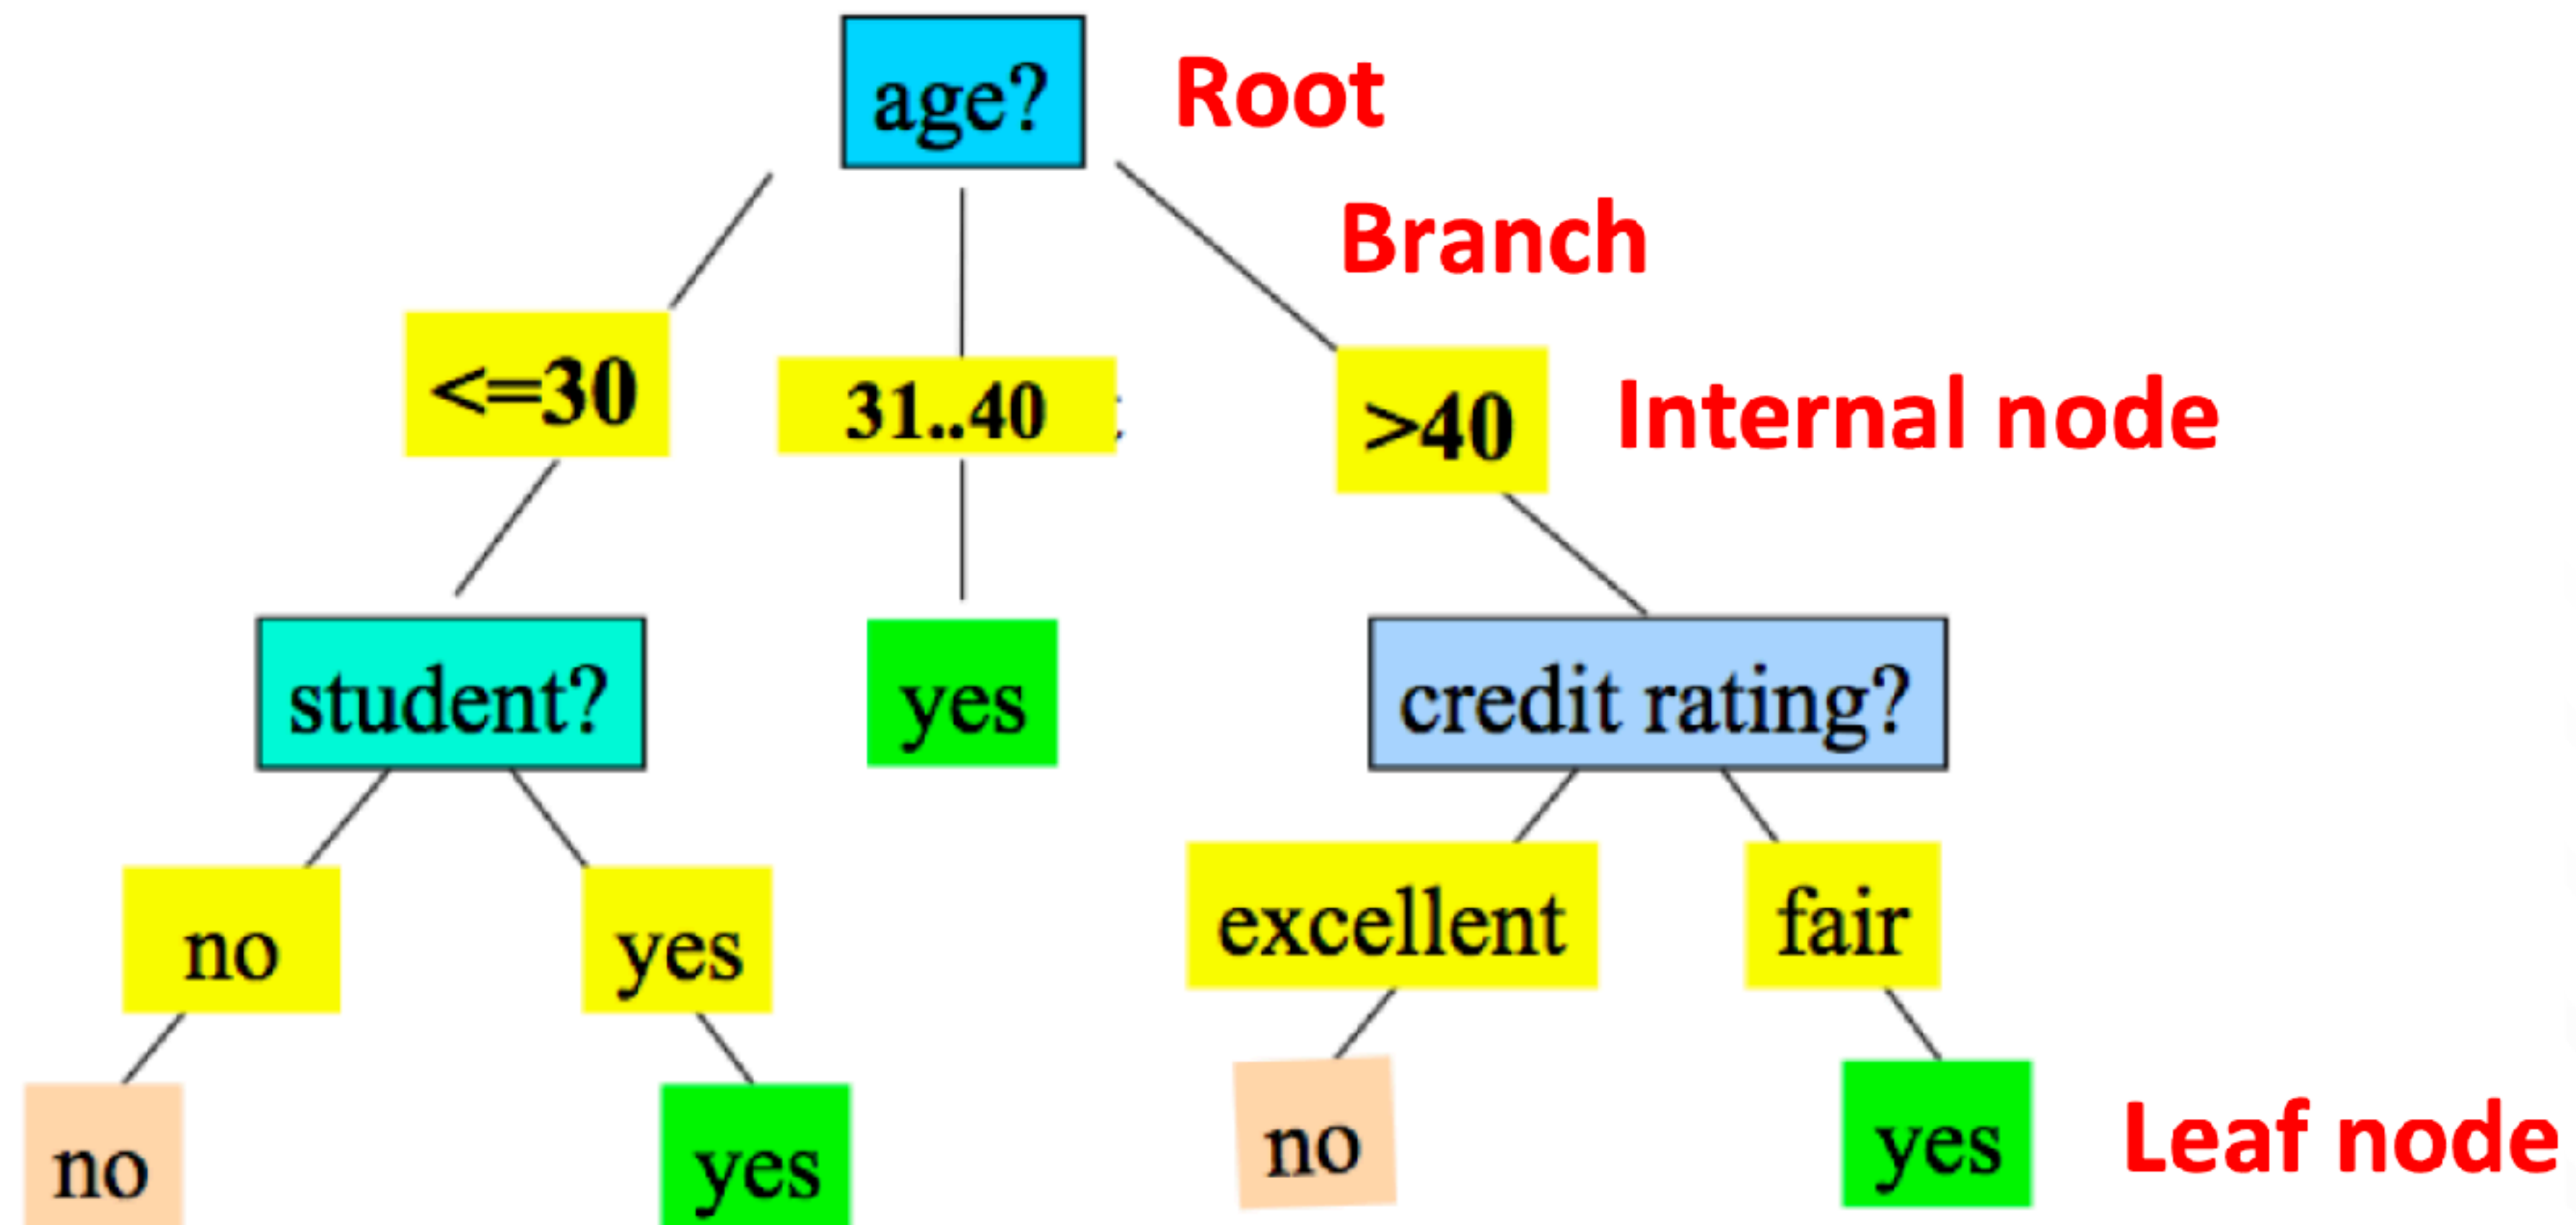 age?
Root
Branch
<=30
31..40
>40
Internal node
student?
yes
credit rating?
no
yes
excellent
fair
no
yes
no
yes
Leaf node